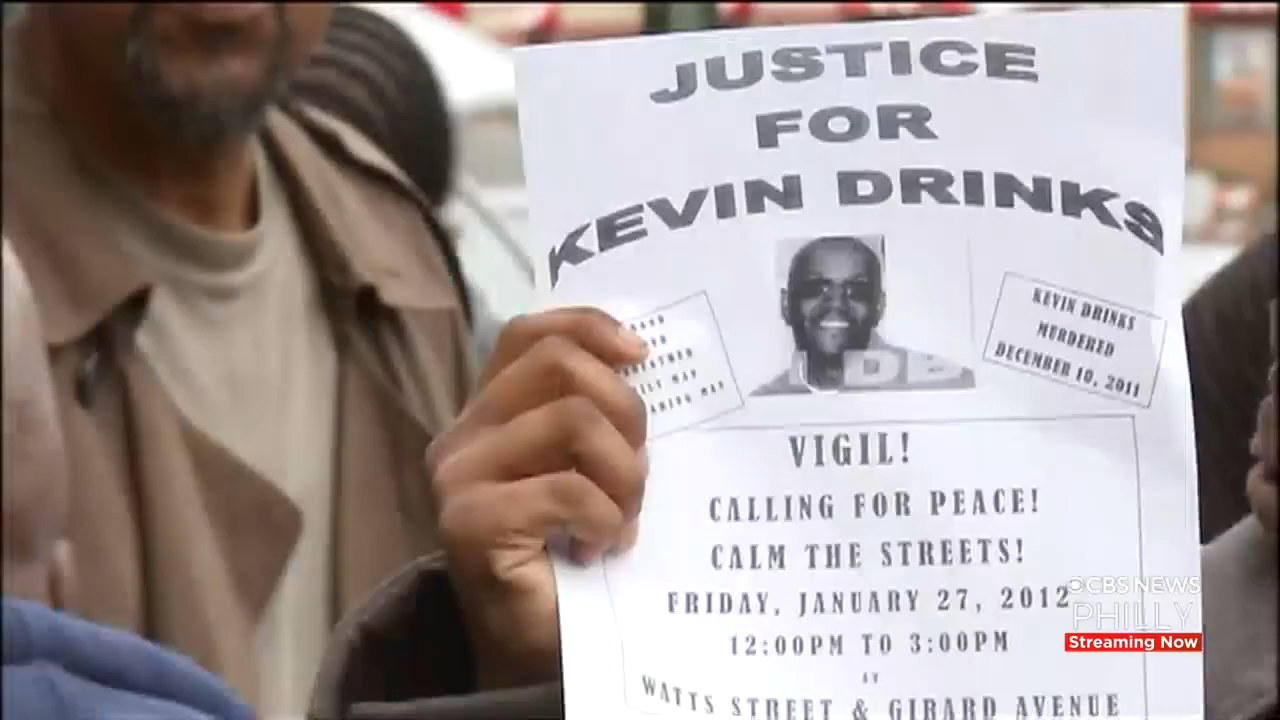 JUSTICE
FOR
KEVIN DRINKS
KEVIN DRINKS
MURDERED
DECEMBER 10, 2011
VIGIL!
CALLING FOR PEACE!
CALM THE STREETS!
FRIDAY, JANUARY 27, 2012
12:00PM TO 3:00PM
AT
WATTS STREET & GIRARD AVENUE
CBS NEWS
PHILLY
Streaming Now